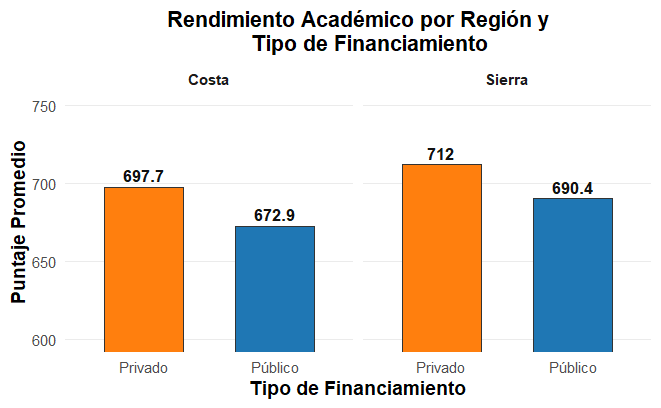 Rendimiento Académico por Región y
Tipo de Financiamiento
Costa
Sierra
Puntaje Promedio
750
700
650
600
697.7
672.9
712
690.4
Privado
Público
Privado
Público
Tipo de Financiamiento